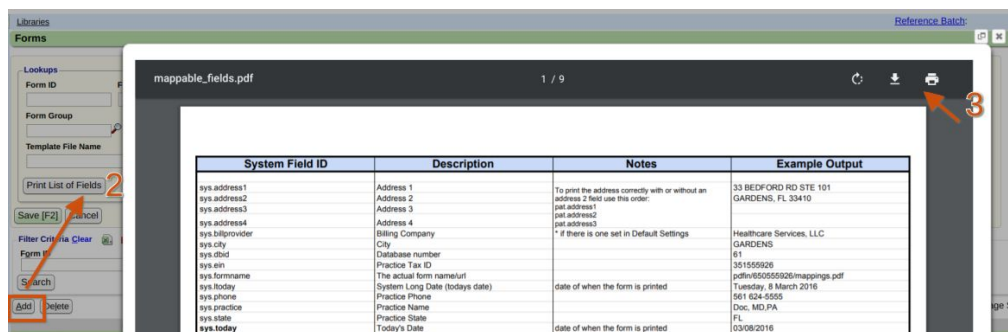 Libraries
Reference Batch:
Forms
Lookups
Form ID
F
Form Group
Template File Name
Print List of Fields
2
Save [F2]
Cancel
Filter Criteria Clear
Form ID
Search
Add
Delete
mappable_fields.pdf
1 / 9
3
System Field ID Description Notes Example Output
sys.address1 Address 1 To print the address correctly with or without an 33 BEDFORD RD STE 101
sys.address2 Address 2 address 2 field use this order: GARDENS, FL 33410
sys.address3 Address 3 pat.address1
pat.address2
sys.address4 Address 4 pat.address3
sys.billprovider Billing Company * if there is one set in Default Settings Healthcare Services, LLC
sys.city City GARDENS
sys.dbid Database number 61
sys.ein Practice Tax ID 351555926
sys.formname The actual form name/url pdfin/650555926/mappings.pdf
sys.ltoday System Long Date (todays date) date of when the form is printed Tuesday, 8 March 2016
sys.phone Practice Phone 561 624-5555
sys.practice Practice Name Doc, MD,PA
sys.state Practice State FL
sys.today Today's Date date of when the form is printed 03/08/2016